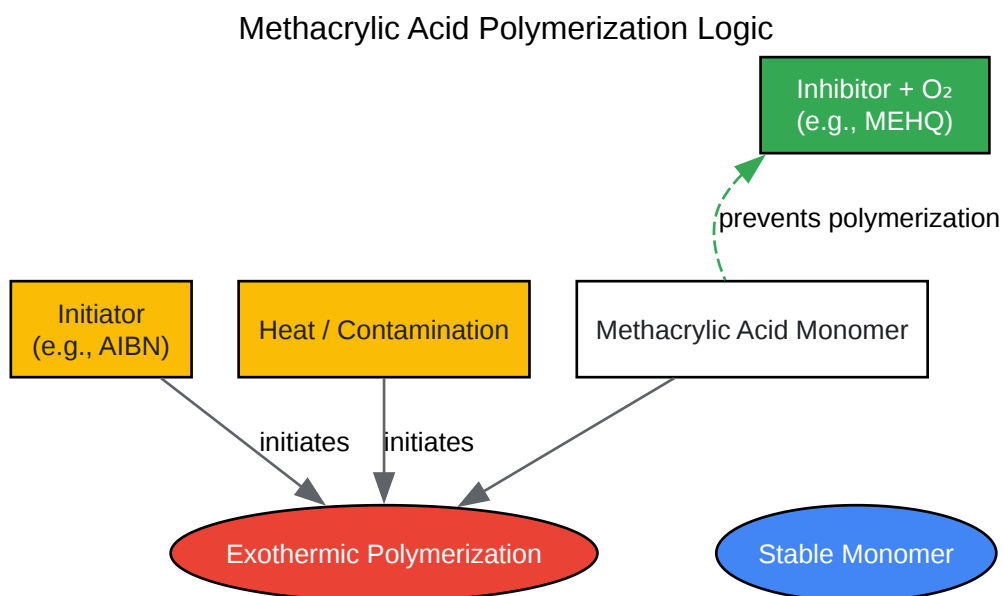 Methacrylic Acid Polymerization Logic
Inhibitor + O₂
(e.g., MEHQ)
prevents polymerization
Initiator
(e.g., AIBN)
Heat / Contamination
Methacrylic Acid Monomer
initiates
initiates
Exothermic Polymerization
Stable Monomer